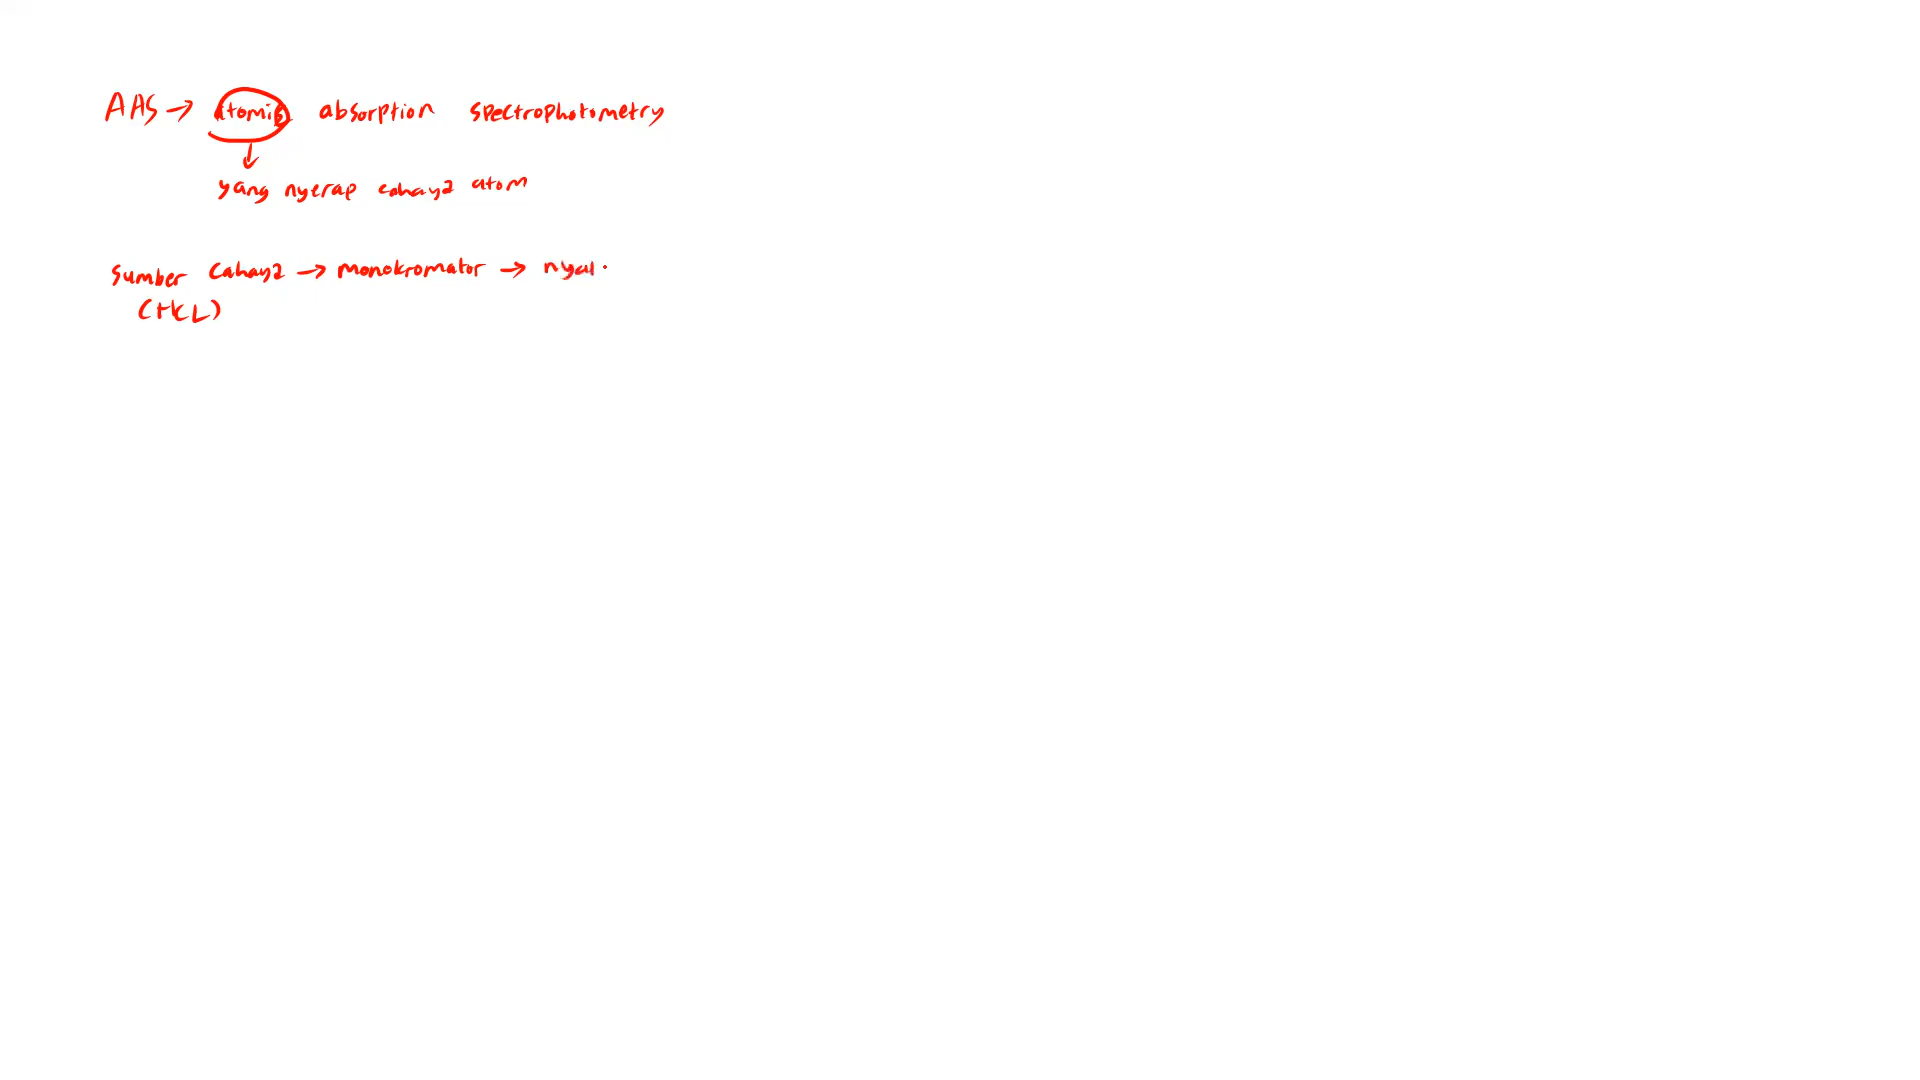 AAS → atomic absorption spectrophotometry
↓
yang nyerap cahaya atom
Sumber Cahaya → monokromator → nyal
(HCL)